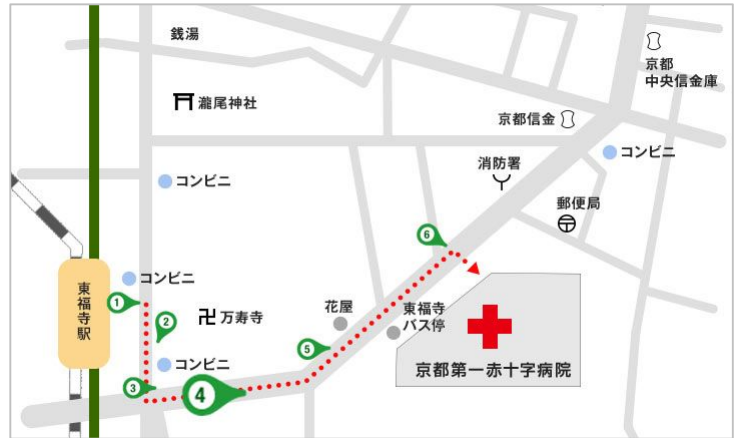 銭湯
京都
中央信金庫
瀧尾神社
京都信金
コンビニ
消防署
コンビニ
郵便局
6
コンビニ
東福寺駅
1
2
万寿寺
花屋
東福寺
バス停
コンビニ
5
3
4
京都第一赤十字病院